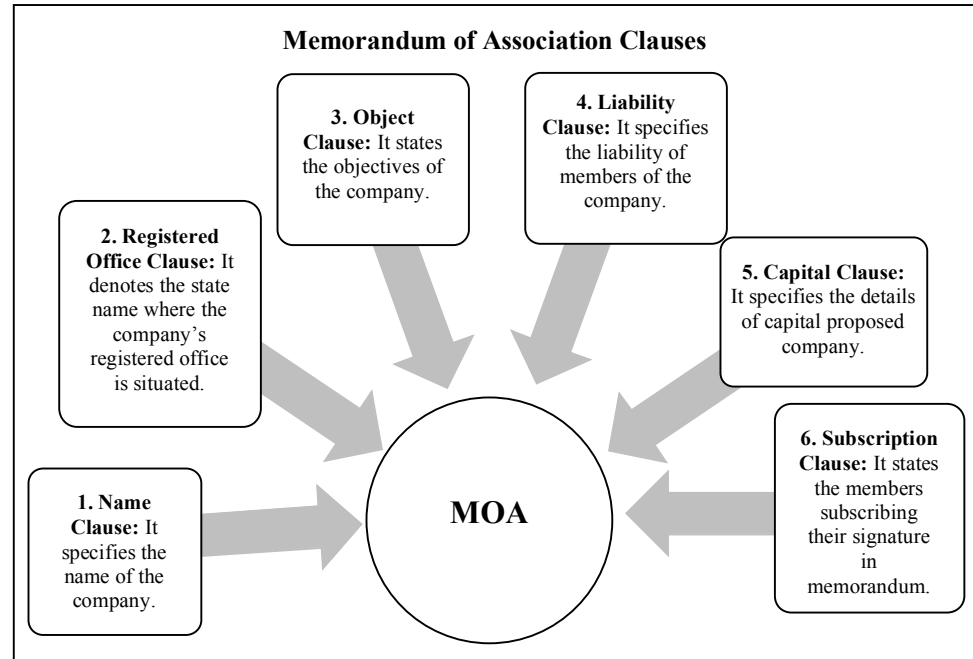 Memorandum of Association Clauses
1. Name
Clause: It
specifies the
name of the
company.
2. Registered
Office Clause: It
denotes the state
name where the
company’s
registered office
is situated.
3. Object
Clause: It states
the objectives of
the company.
4. Liability
Clause: It specifies
the liability of
members of the
company.
5. Capital Clause:
It specifies the details
of capital proposed
company.
6. Subscription
Clause: It states
the members
subscribing
their signature
in
memorandum.
MOA